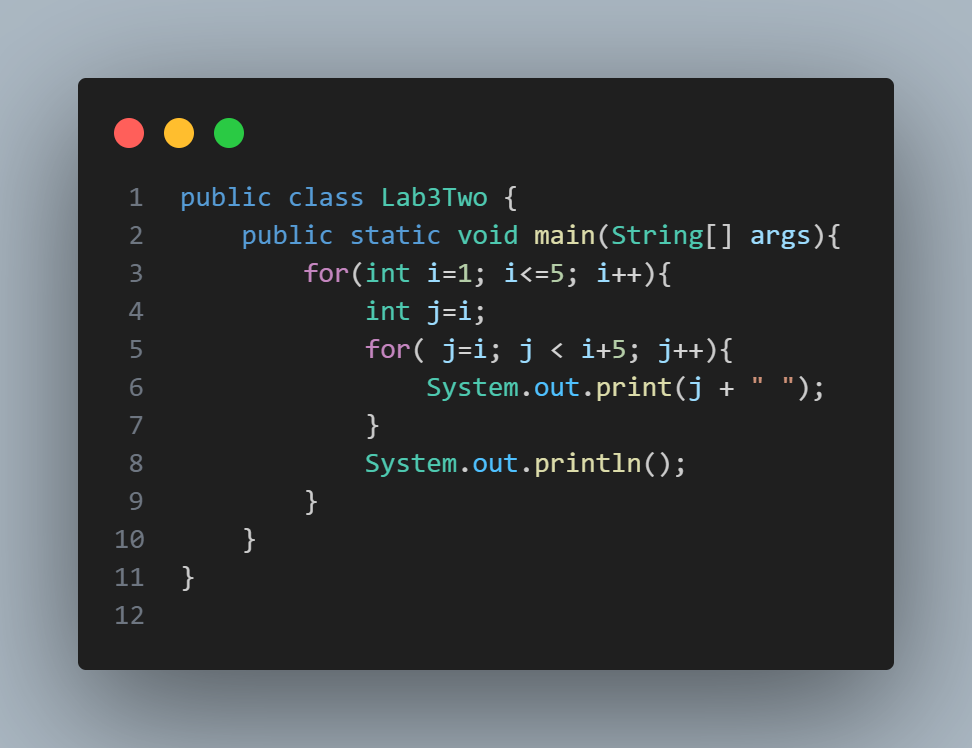 1 public class Lab3Two {
2     public static void main(String[] args){
3         for(int i=1; i<=5; i++){
4             int j=i;
5             for( j=i; j < i+5; j++){
6                 System.out.print(j + " ");
7             }
8             System.out.println();
9         }
10     }
11 }
12